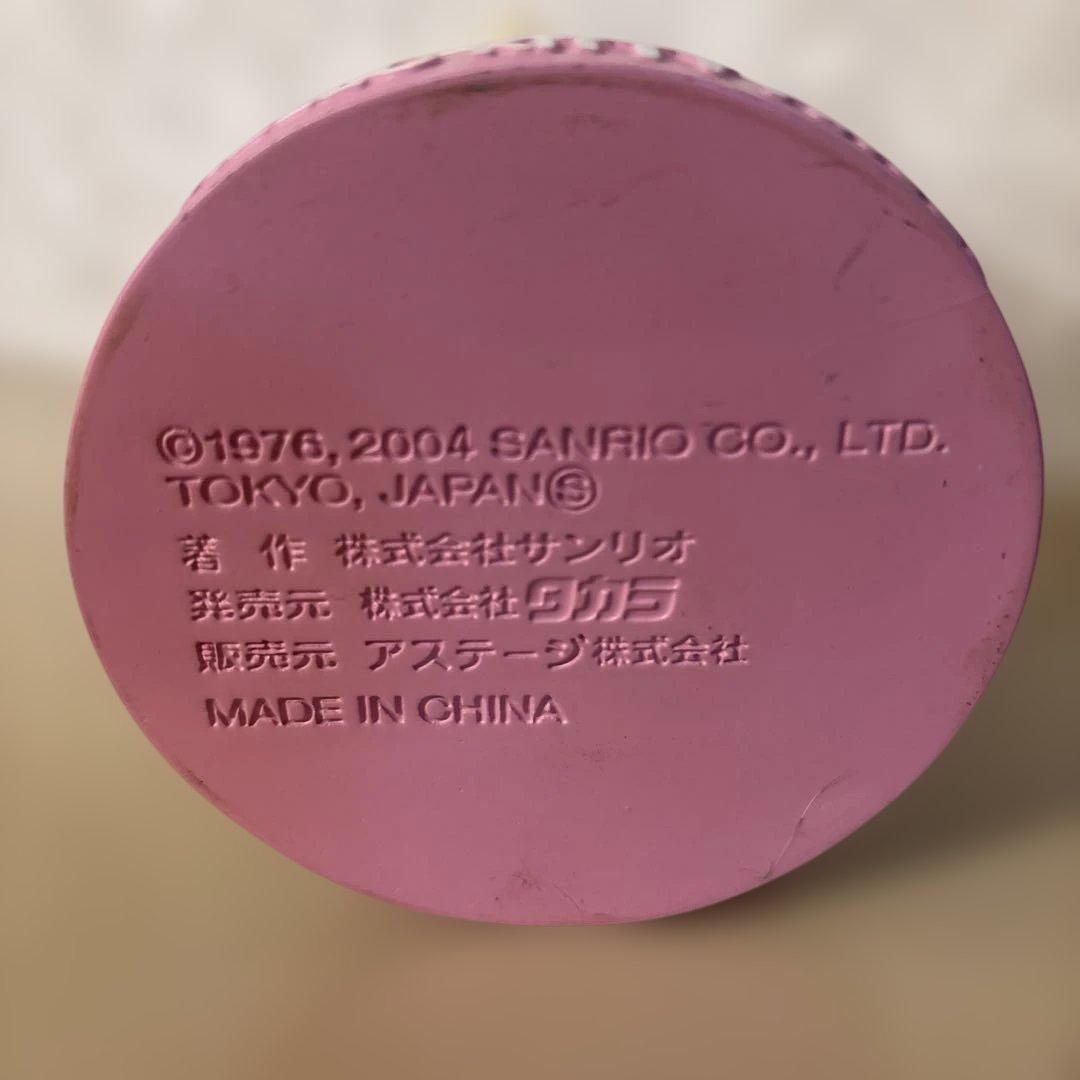 ©1976, 2004 SANRIO CO., LTD.
TOKYO, JAPANⓈ
著 作 株式会社サンリオ
発売元 株式会社タカラ
販売元 アステージ株式会社
MADE IN CHINA